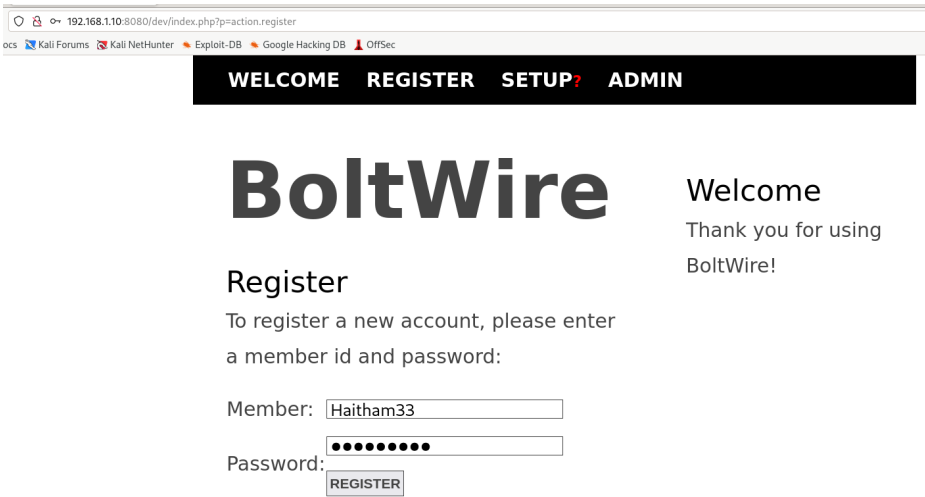 192.168.1.10:8080/dev/index.php?p=action.register
ocs Kali Forums Kali NetHunter Exploit-DB Google Hacking DB OffSec
WELCOME REGISTER SETUP? ADMIN
BoltWire
Register
To register a new account, please enter
a member id and password:
Member: Haitham33
Password: ●●●●●●●●●
REGISTER
Welcome
Thank you for using
BoltWire!